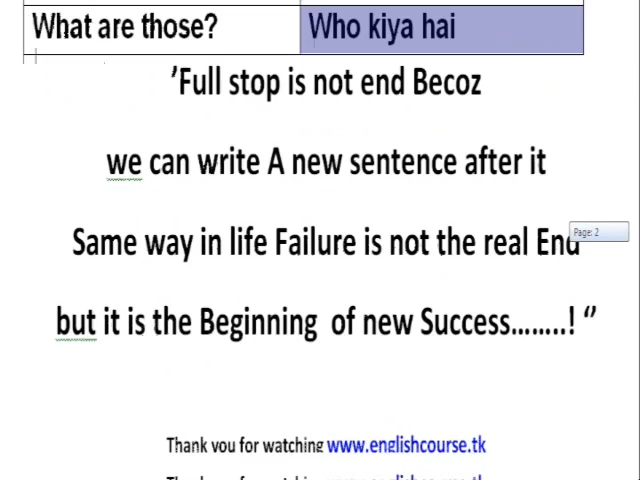 What are those? Who kiya hai
’Full stop is not end Becoz
we can write A new sentence after it
Same way in life Failure is not the real End
but it is the Beginning of new Success……..! “
Page: 2
Thank you for watching www.englishcourse.tk